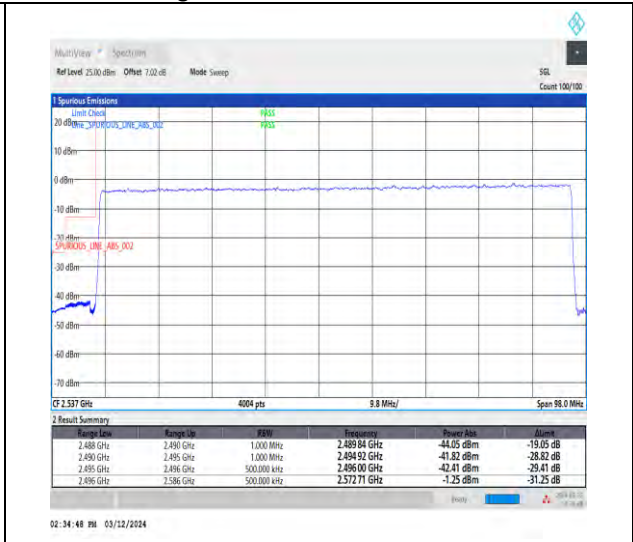 MultiView Spectrum
Ref Level 25.00 dBm Offset 7.02 dB Mode Sweep SGL
Count 100/100
1 Spurious Emissions
Limit Check PASS
20 dBm Line _SPURIOUS_LINE_ABS_002 PASS
10 dBm
0 dBm
-10 dBm
-20 dBm
_SPURIOUS_LINE_ABS_002
-30 dBm
-40 dBm
-50 dBm
-60 dBm
-70 dBm
CF 2.537 GHz 4004 pts 9.8 MHz/ Span 98.0 MHz
2 Result Summary
Range Low Range Up RBW Frequency Power Abs ΔLimit
2.488 GHz 2.490 GHz 1.000 MHz 2.489 84 GHz -44.05 dBm -19.05 dB
2.490 GHz 2.495 GHz 1.000 MHz 2.494 92 GHz -41.82 dBm -28.82 dB
2.495 GHz 2.496 GHz 500.000 kHz 2.496 00 GHz -42.41 dBm -29.41 dB
2.496 GHz 2.586 GHz 500.000 kHz 2.572 71 GHz -1.25 dBm -31.25 dB
02:34:48 PM 03/12/2024